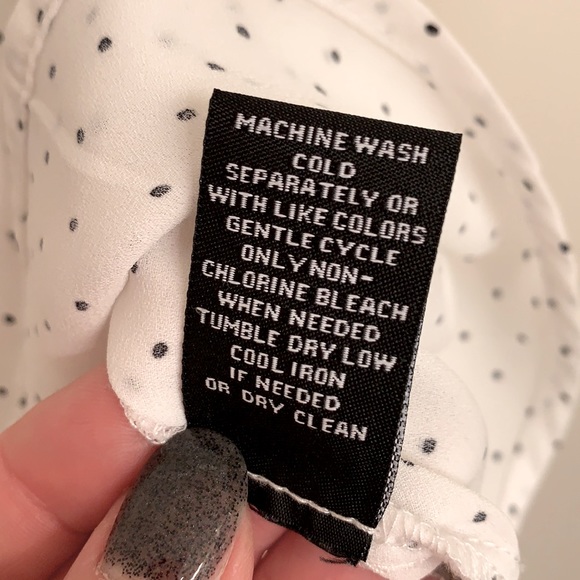 MACHINE WASH
COLD
SEPARATELY OR
WITH LIKE COLORS
GENTLE CYCLE
ONLY NON-
CHLORINE BLEACH
WHEN NEEDED
TUMBLE DRY LOW
COOL IRON
IF NEEDED
OR DRY CLEAN